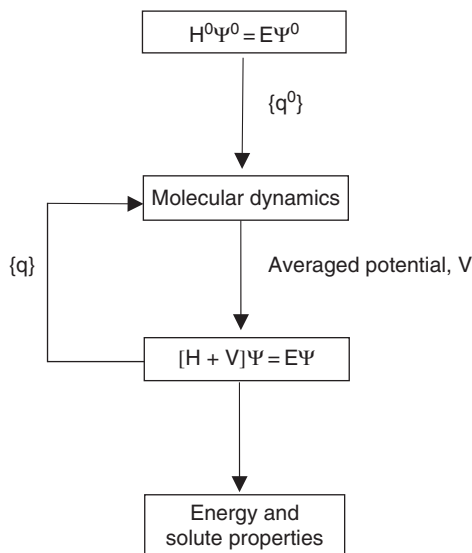 H⁰Ψ⁰ = EΨ⁰
{q⁰}
Molecular dynamics
{q}
Averaged potential, V
[H + V]Ψ = EΨ
Energy and
solute properties